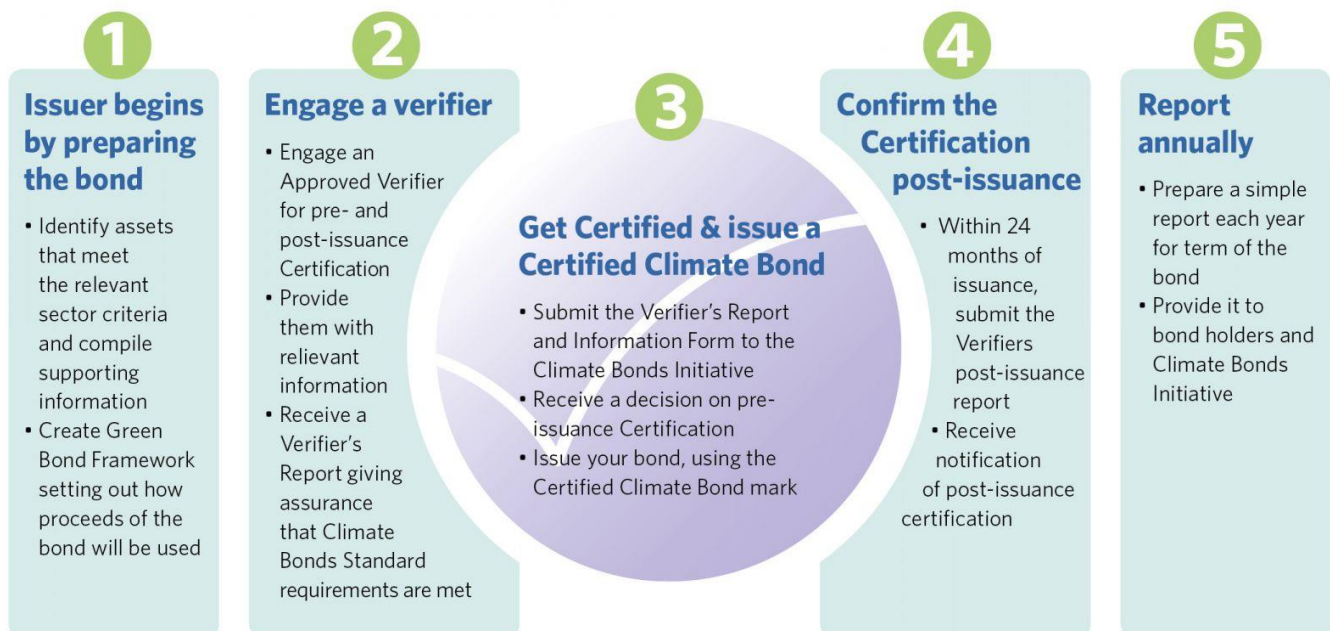 1
Issuer begins
by preparing
the bond
• Identify assets
that meet
the relevant
sector criteria
and compile
supporting
information
• Create Green
Bond Framework
setting out how
proceeds of the
bond will be used
2
Engage a verifier
• Engage an
Approved Verifier
for pre- and
post-issuance
Certification
• Provide
them with
relievant
information
• Receive a
Verifier's
Report giving
assurance
that Climate
Bonds Standard
requirements are met
3
Get Certified & issue a
Certified Climate Bond
• Submit the Verifier's Report
and Information Form to the
Climate Bonds Initiative
• Receive a decision on pre-
issuance Certification
• Issue your bond, using the
Certified Climate Bond mark
4
Confirm the
Certification
post-issuance
• Within 24
months of
issuance,
submit the
Verifiers
post-issuance
report
• Receive
notification
of post-issuance
certification
5
Report
annually
• Prepare a simple
report each year
for term of the
bond
• Provide it to
bond holders and
Climate Bonds
Initiative